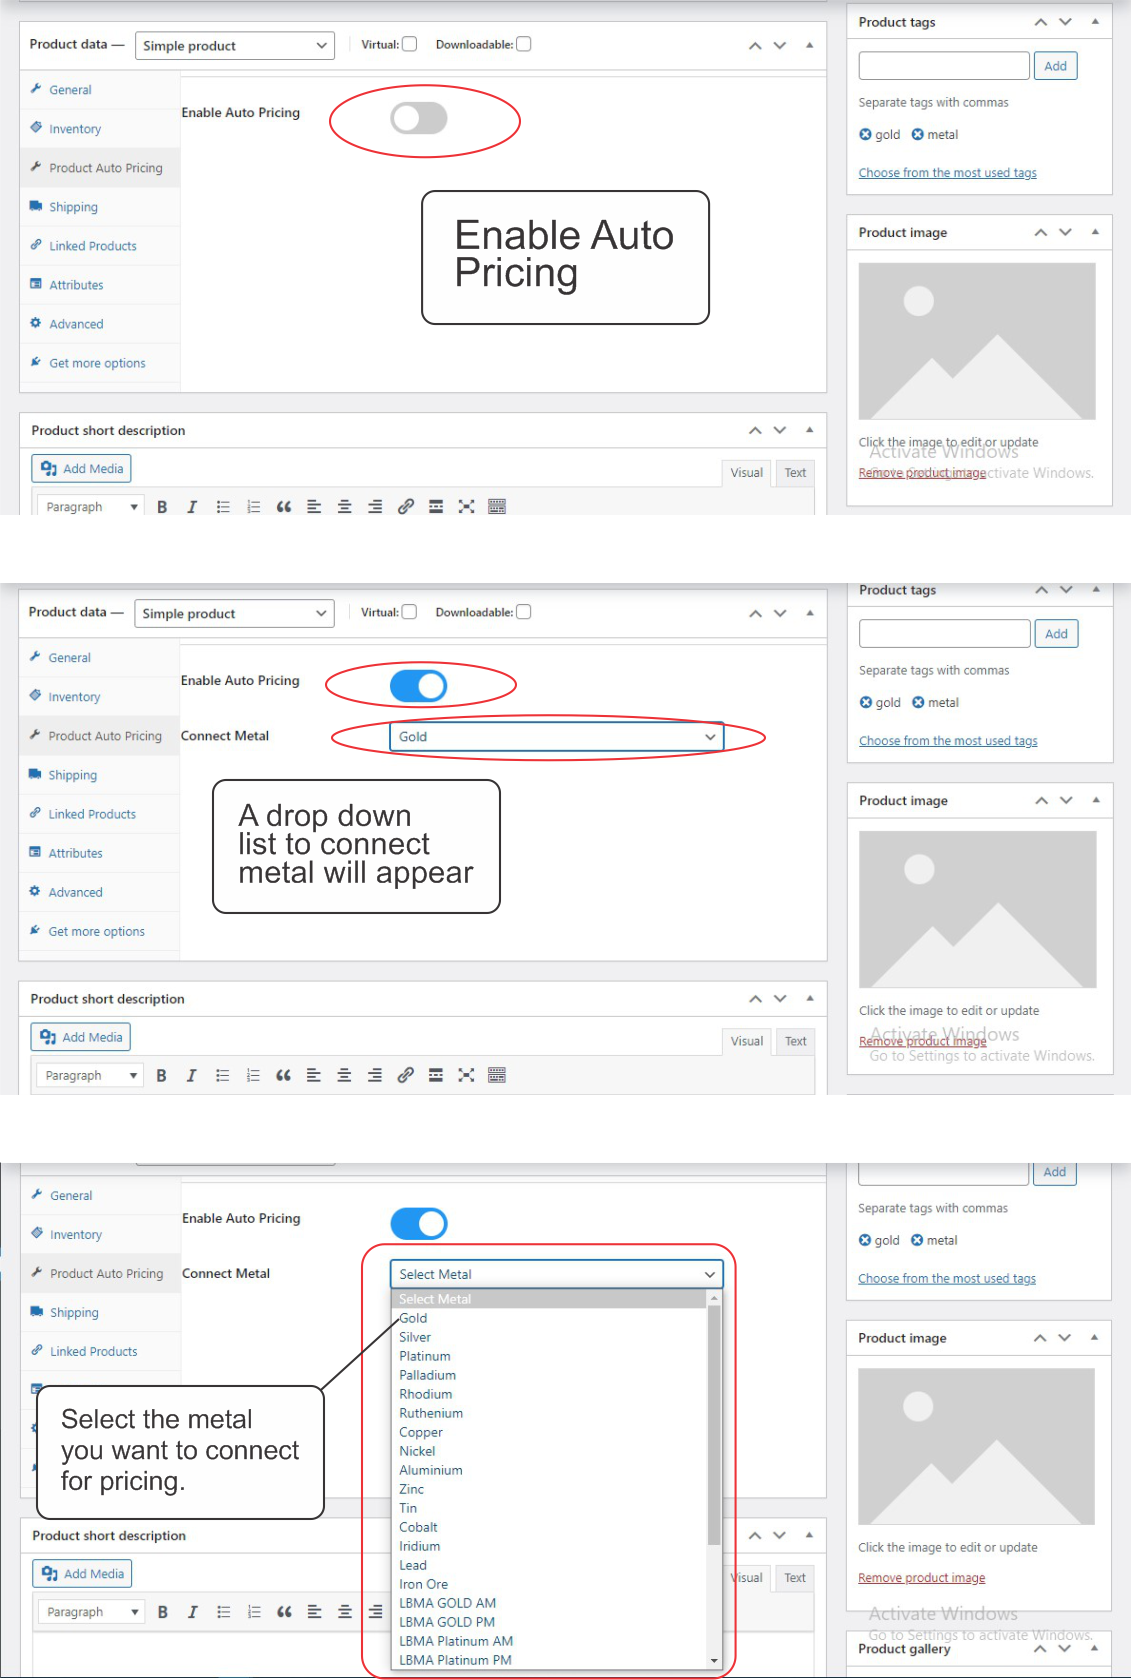 Product data —
Simple product
Virtual:
Downloadable:
General
Inventory
Product Auto Pricing
Shipping
Linked Products
Attributes
Advanced
Get more options
Enable Auto Pricing
Enable Auto
Pricing
Product short description
Add Media
Visual
Text
Paragraph
Product tags
Add
Separate tags with commas
gold
metal
Choose from the most used tags
Product image
Click the image to edit or update
Activate Windows
Remove product image
Go to Settings to activate Windows.
Product data —
Simple product
Virtual:
Downloadable:
General
Inventory
Product Auto Pricing
Shipping
Linked Products
Attributes
Advanced
Get more options
Enable Auto Pricing
Connect Metal
Gold
A drop down
list to connect
metal will appear
Product short description
Add Media
Visual
Text
Paragraph
Product tags
Add
Separate tags with commas
gold
metal
Choose from the most used tags
Product image
Click the image to edit or update
Activate Windows
Remove product image
Go to Settings to activate Windows.
General
Inventory
Product Auto Pricing
Shipping
Linked Products
Enable Auto Pricing
Connect Metal
Select Metal
Select Metal
Gold
Silver
Platinum
Palladium
Rhodium
Ruthenium
Copper
Nickel
Aluminium
Zinc
Tin
Cobalt
Iridium
Lead
Iron Ore
LBMA GOLD AM
LBMA GOLD PM
LBMA Platinum AM
LBMA Platinum PM
Select the metal
you want to connect
for pricing.
Product short description
Add Media
Visual
Text
Paragraph
Add
Separate tags with commas
gold
metal
Choose from the most used tags
Product image
Click the image to edit or update
Remove product image
Activate Windows
Go to Settings to activate Windows.
Product gallery